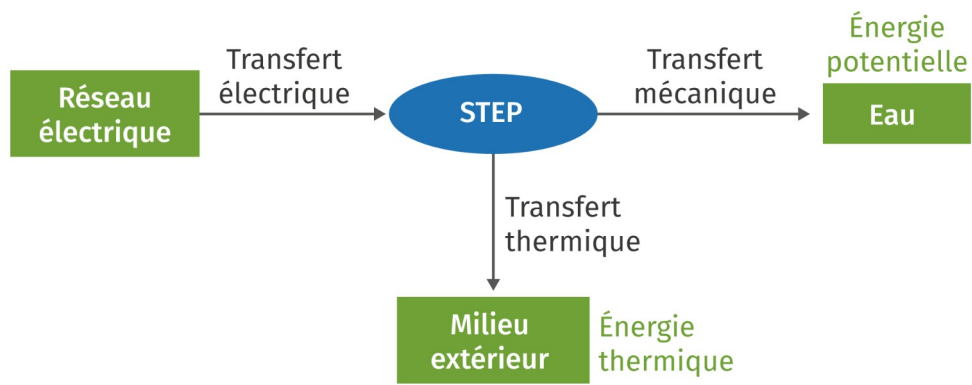 Réseau
électrique
Transfert
électrique
STEP
Transfert
mécanique
Énergie
potentielle
Eau
Transfert
thermique
Milieu
extérieur
Énergie
thermique